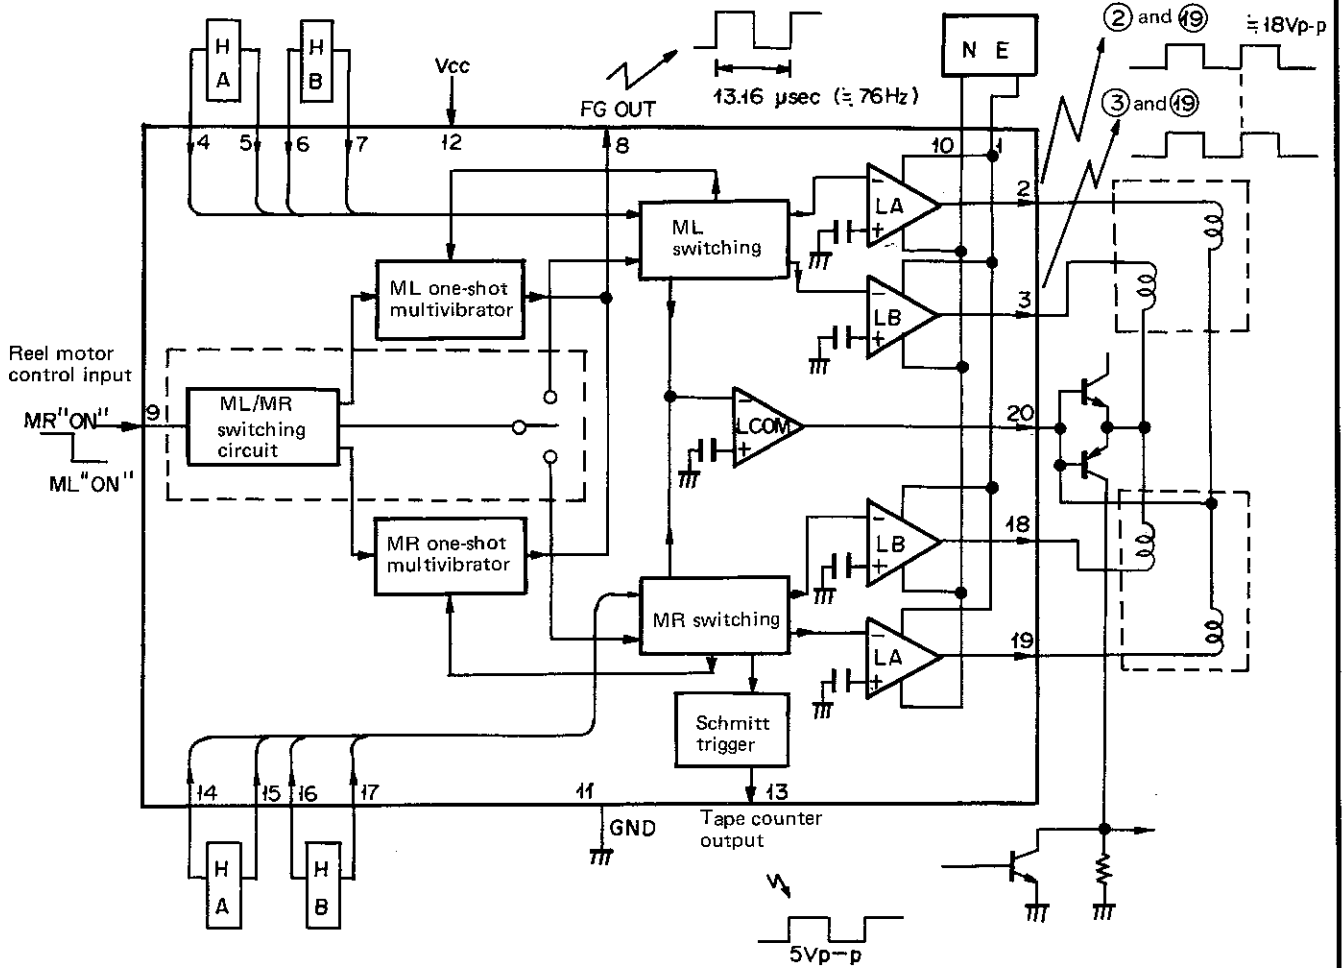 ② and ⑲
≒18Vp-p
H
A
H
B
Vcc
N E
13.16 µsec (≒76Hz)
FG OUT
③ and ⑲
4
5
6
7
12
8
10
1
2
LA
-
+
ML
switching
ML one-shot
multivibrator
-
LB
+
3
Reel motor
control input
9
MR"ON"
ML"ON"
ML/MR
switching
circuit
-
LCOM
+
20
MR one-shot
multivibrator
-
LB
+
18
MR switching
-
LA
+
19
Schmitt
trigger
14
15
16
17
11
GND
13
Tape counter
output
H
A
H
B
5Vp-p